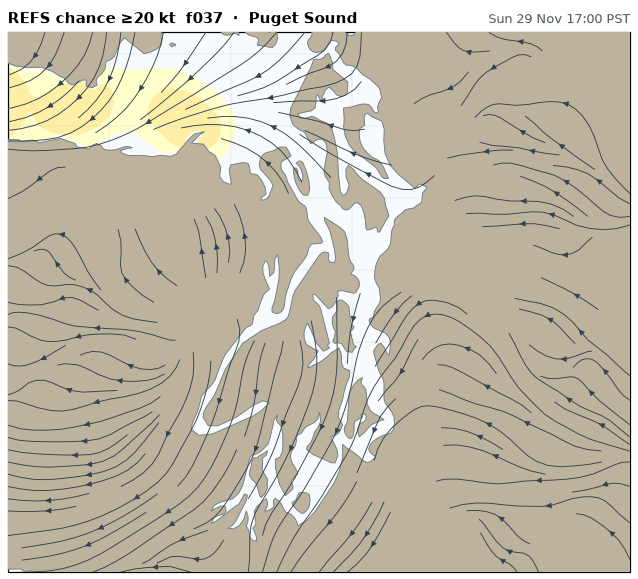 REFS chance ≥20 kt f037 · Puget Sound
Sun 29 Nov 17:00 PST